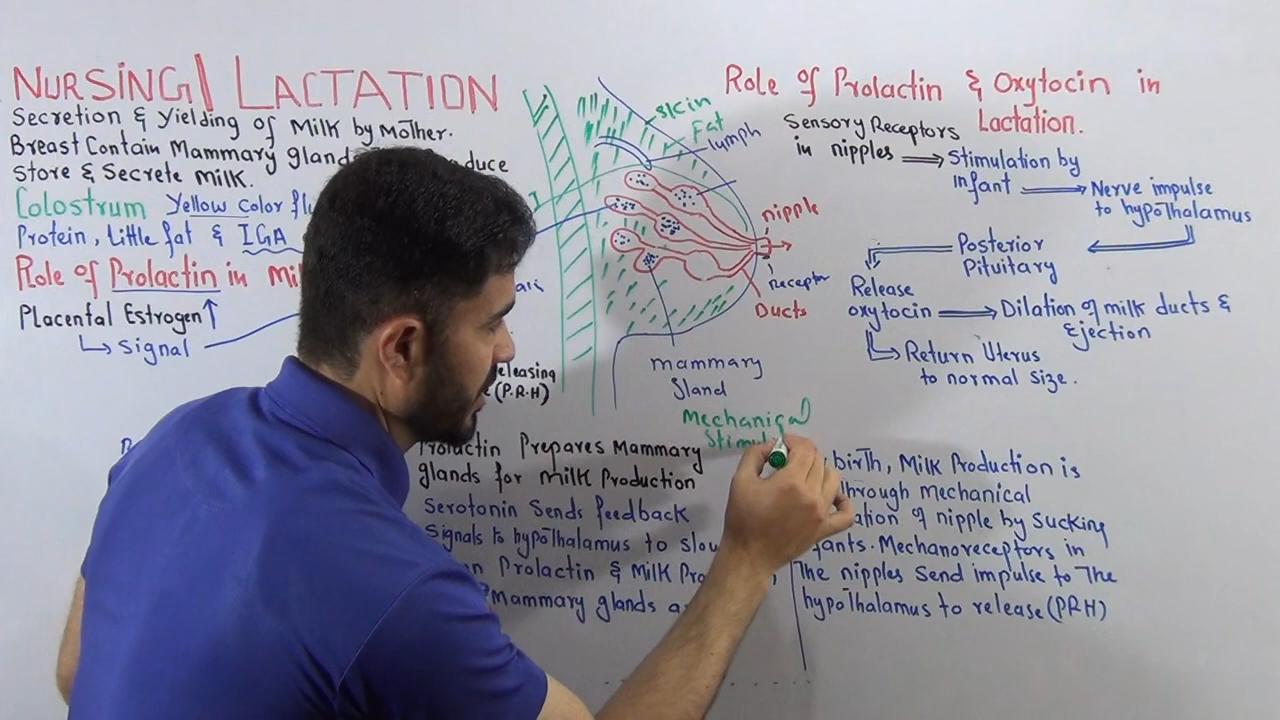 NURSING \ LACTATION
Secretion & Yielding of Milk by Mother.
Breast Contain Mammary gland
Store & Secrete Milk.
Colostrum Yellow Color
Protein, Little fat & IGA
Role of Prolactin in
Placental Estrogen ↑
↳ Signal
eleasing
(P.R.H)
Prolactin Prepares Mammary
glands for milk Production
Serotonin Sends feedback
Signals to hypothalamus to
Prolactin & Milk
Mammary glands
skin
Fat
lymph
nipple
receptor
Ducts
mammary
gland
Mechanical
Role of Prolactin & Oxytocin in
Lactation.
Sensory Receptors
in nipples ⟹ Stimulation by
Infant → Nerve impulse
to hypothalamus
Posterior
Pituitary
Release
oxytocin ⟹ Dilation of milk ducts &
Ejection
↳ Return Uterus
to normal size.
birth, Milk Production is
through Mechanical
of nipple by Sucking
Mechanoreceptors in
The nipples Send impulse to The
hypothalamus to release (PRH)